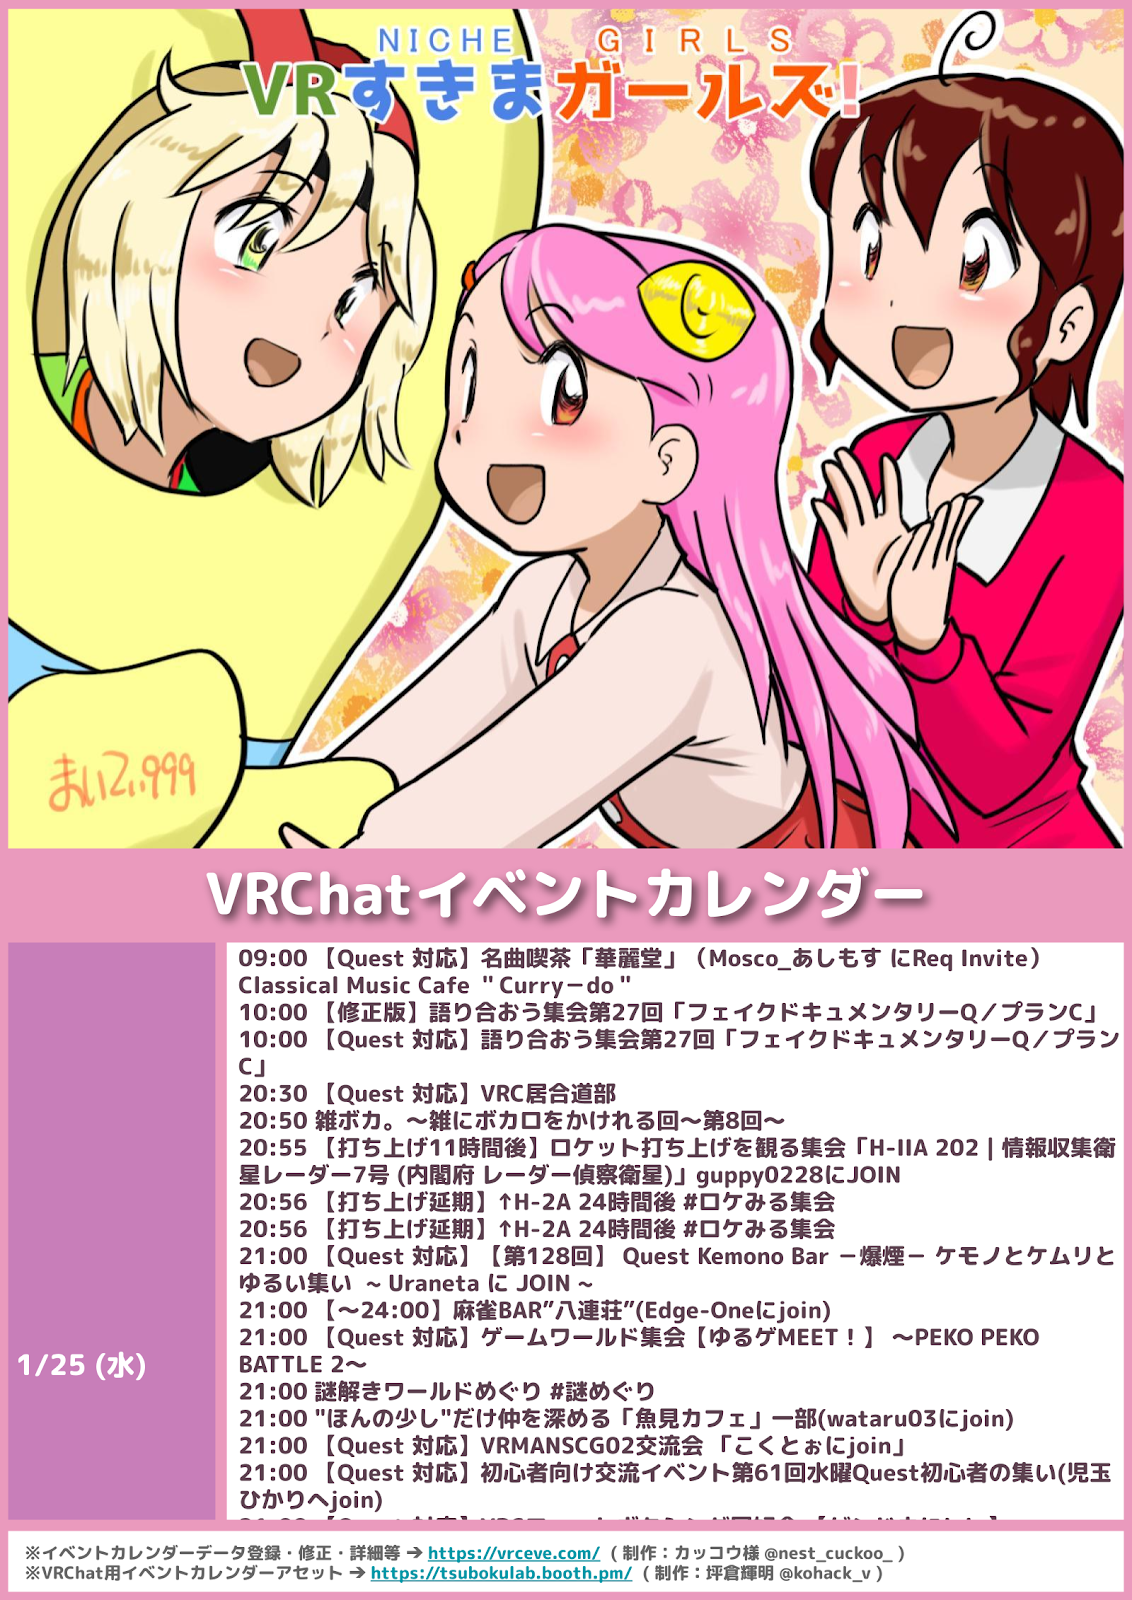 NICHE GIRLS
VRすきまガールズ!
まいてぃ999
VRChatイベントカレンダー
1/25 (水)
09:00 【Quest 対応】名曲喫茶「華麗堂」（Mosco_あしもす にReq Invite）
Classical Music Cafe ＂Curry－do＂
10:00 【修正版】語り合おう集会第27回「フェイクドキュメンタリーQ／プランC」
10:00 【Quest 対応】語り合おう集会第27回「フェイクドキュメンタリーQ／プラン
C」
20:30 【Quest 対応】VRC居合道部
20:50 雑ボカ。～雑にボカロをかけれる回～第8回～
20:55 【打ち上げ11時間後】ロケット打ち上げを観る集会「H-IIA 202 | 情報収集衛
星レーダー7号 (内閣府 レーダー偵察衛星)」guppy0228にJOIN
20:56 【打ち上げ延期】↑H-2A 24時間後 #ロケみる集会
20:56 【打ち上げ延期】↑H-2A 24時間後 #ロケみる集会
21:00 【Quest 対応】【第128回】 Quest Kemono Bar －爆煙－ ケモノとケムリと
ゆるい集い ~ Uraneta に JOIN ~
21:00 【～24:00】麻雀BAR”八連荘”(Edge-Oneにjoin)
21:00 【Quest 対応】ゲームワールド集会【ゆるゲMEET！】 ～PEKO PEKO
BATTLE 2～
21:00 謎解きワールドめぐり #謎めぐり
21:00 "ほんの少し"だけ仲を深める「魚見カフェ」一部(wataru03にjoin)
21:00 【Quest 対応】VRMANSCG02交流会 「こくとぉにjoin」
21:00 【Quest 対応】初心者向け交流イベント第61回水曜Quest初心者の集い(児玉
ひかりへjoin)
※イベントカレンダーデータ登録・修正・詳細等 ➔ https://vrceve.com/ ( 制作：カッコウ様 @nest_cuckoo_ )
※VRChat用イベントカレンダーアセット ➔ https://tsubokulab.booth.pm/ ( 制作：坪倉輝明 @kohack_v )